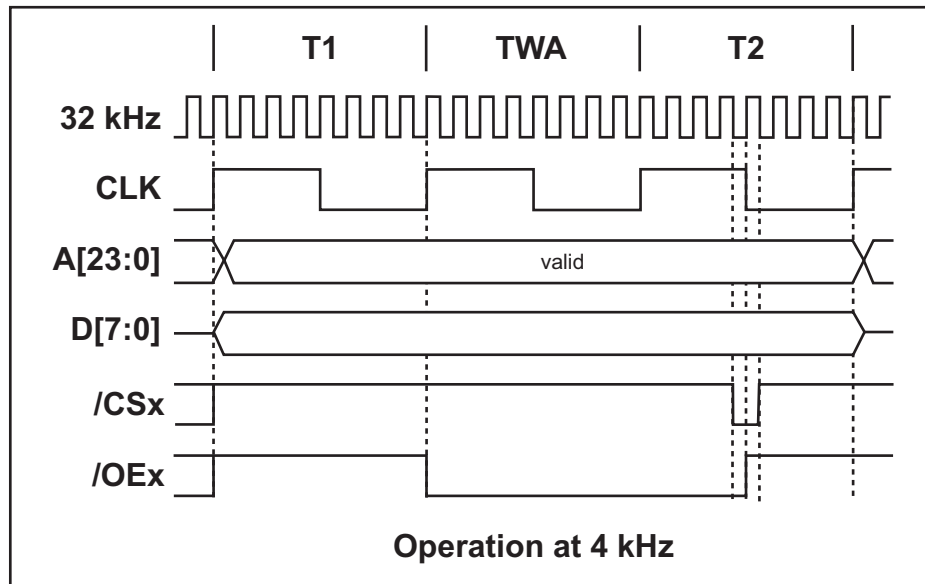 T1 TWA T2
32 kHz
CLK
A[23:0] valid
D[7:0]
/CSx
/OEx
Operation at 4 kHz